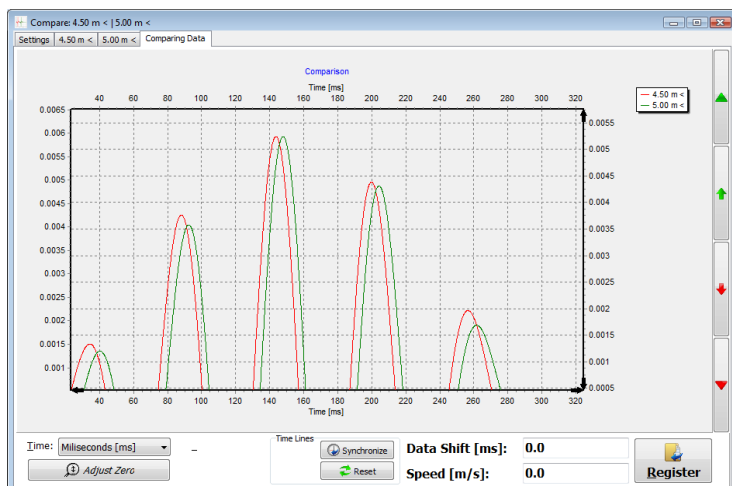 Compare: 4.50 m < | 5.00 m <
Settings 4.50 m < 5.00 m < Comparing Data
Comparison
Time [ms]
40 60 80 100 120 140 160 180 200 220 240 260 280 300 320
4.50 m <
5.00 m <
0.0065
0.006
0.0055
0.005
0.0045
0.004
0.0035
0.003
0.0025
0.002
0.0015
0.001
0.0055
0.005
0.0045
0.004
0.0035
0.003
0.0025
0.002
0.0015
0.001
0.0005
40 60 80 100 120 140 160 180 200 220 240 260 280 300 320
Time [ms]
Time: Miliseconds [ms] _
Adjust Zero
Time Lines
Synchronize
Reset
Data Shift [ms]: 0.0
Speed [m/s]: 0.0
Register